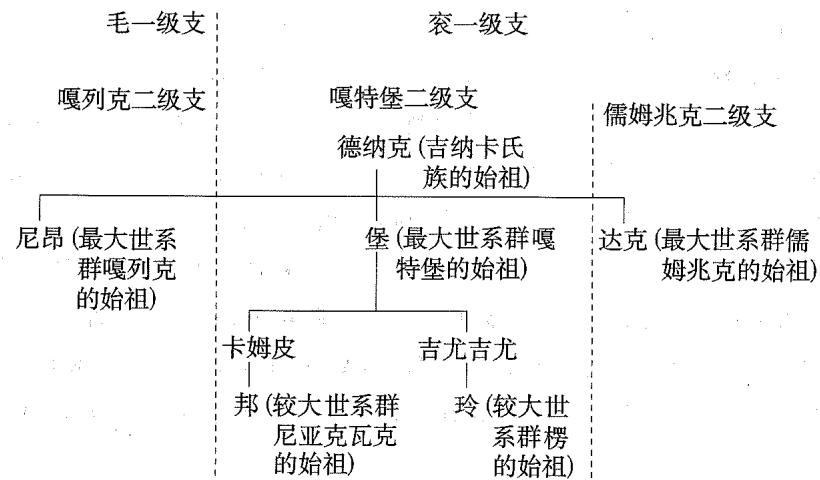 毛一级支
衮一级支
嘎列克二级支
嘎特堡二级支
儒姆兆克二级支
德纳克(吉纳卡氏
族的始祖)
尼昂(最大世系
群嘎列克
的始祖)
堡(最大世系群嘎
特堡的始祖)
达克(最大世系群儒
姆兆克的始祖)
卡姆皮
吉尤吉尤
邦(较大世系群
尼亚克瓦克
的始祖)
玲(较大世
系群楞
的始祖)